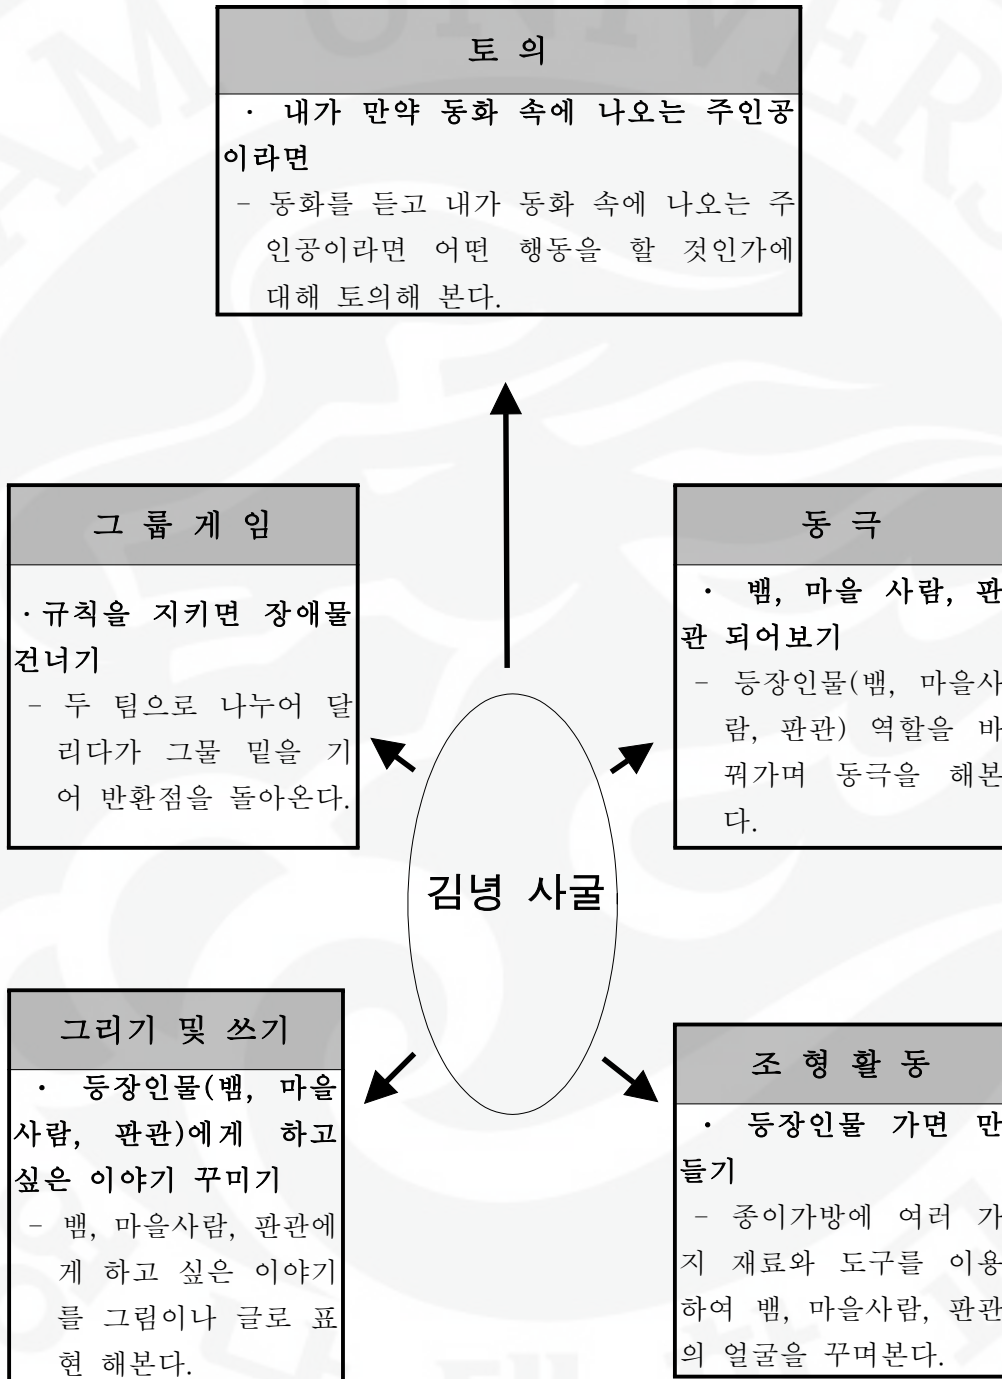 토 의
· 내가 만약 동화 속에 나오는 주인공
이라면
- 동화를 듣고 내가 동화 속에 나오는 주
인공이라면 어떤 행동을 할 것인가에
대해 토의해 본다.
그 룹 게 임
·규칙을 지키면 장애물
건너기
- 두 팀으로 나누어 달
리다가 그물 밑을 기
어 반환점을 돌아온다.
동 극
· 뱀, 마을 사람, 판
관 되어보기
- 등장인물(뱀, 마을사
람, 판관) 역할을 바
꿔가며 동극을 해본
다.
김녕 사굴
그리기 및 쓰기
· 등장인물(뱀, 마을
사람, 판관)에게 하고
싶은 이야기 꾸미기
- 뱀, 마을사람, 판관에
게 하고 싶은 이야기
를 그림이나 글로 표
현 해본다.
조 형 활 동
· 등장인물 가면 만
들기
- 종이가방에 여러 가
지 재료와 도구를 이용
하여 뱀, 마을사람, 판관
의 얼굴을 꾸며본다.